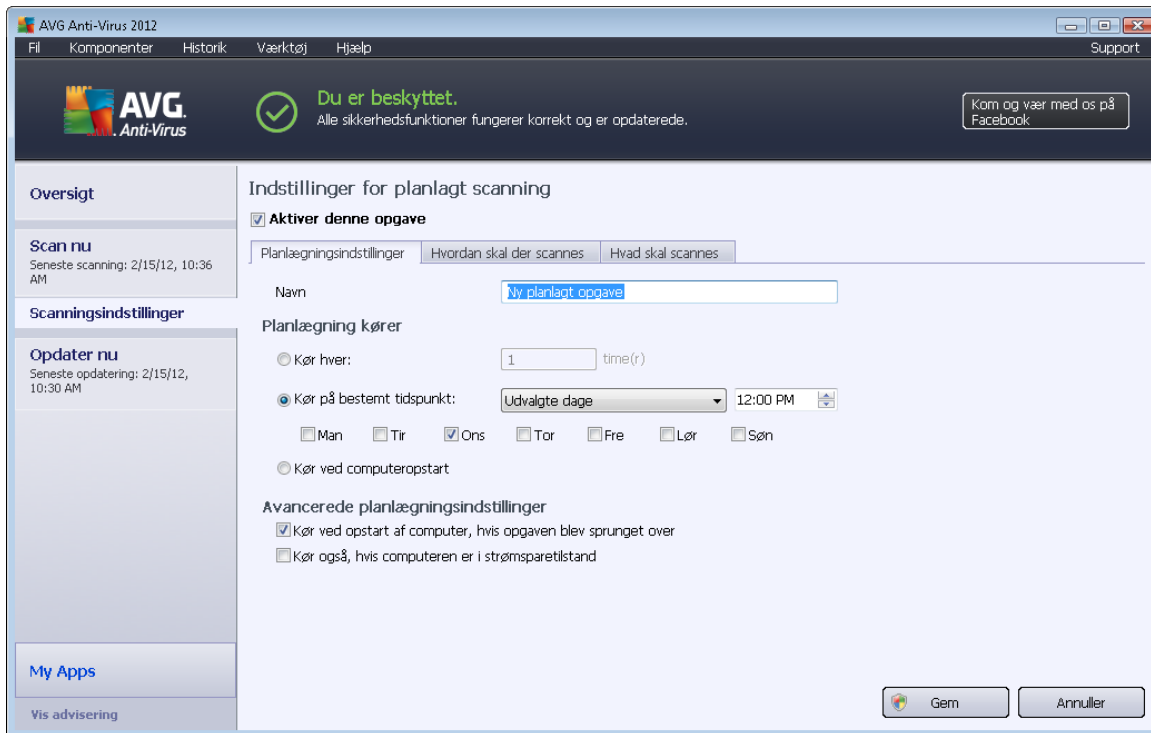 AVG Anti-Virus 2012
Fil Komponenter Historik Værktøj Hjælp Support
AVG.
Anti-Virus
Du er beskyttet.
Alle sikkerhedsfunktioner fungerer korrekt og er opdaterede.
Kom og vær med os på
Facebook
Oversigt
Scan nu
Seneste scanning: 2/15/12, 10:36
AM
Scanningsindstillinger
Opdater nu
Seneste opdatering: 2/15/12,
10:30 AM
My Apps
Vis advisering
Indstillinger for planlagt scanning
Aktiver denne opgave
Planlægningsindstillinger Hvordan skal der scannes Hvad skal scannes
Navn Ny planlagt opgave
Planlægning kører
Kør hver: 1 time(r)
Kør på bestemt tidspunkt: Udvalgte dage 12:00 PM
Man Tir Ons Tor Fre Lør Søn
Kør ved computeropstart
Avancerede planlægningsindstillinger
Kør ved opstart af computer, hvis opgaven blev sprunget over
Kør også, hvis computeren er i strømsparetilstand
Gem Annuller